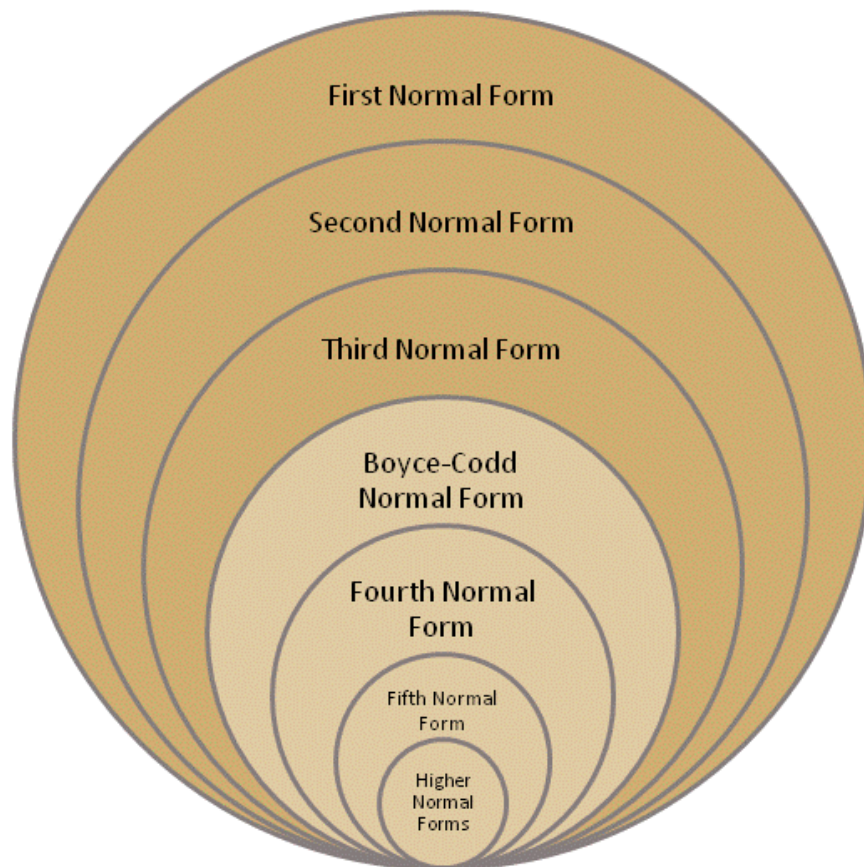 First Normal Form
Second Normal Form
Third Normal Form
Boyce-Codd
Normal Form
Fourth Normal
Form
Fifth Normal
Form
Higher
Normal
Forms